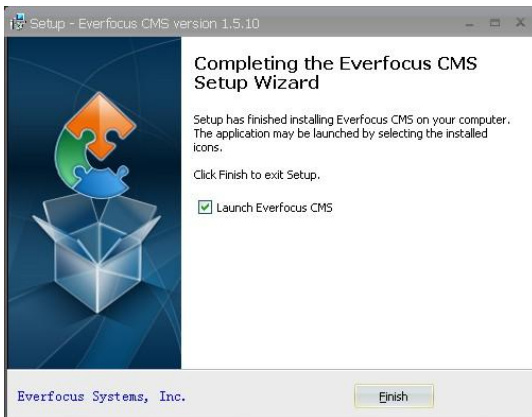 Setup - Everfocus CMS version 1.5.10
Completing the Everfocus CMS
Setup Wizard
Setup has finished installing Everfocus CMS on your computer.
The application may be launched by selecting the installed
icons.
Click Finish to exit Setup.
Launch Everfocus CMS
Everfocus Systems, Inc.
Finish